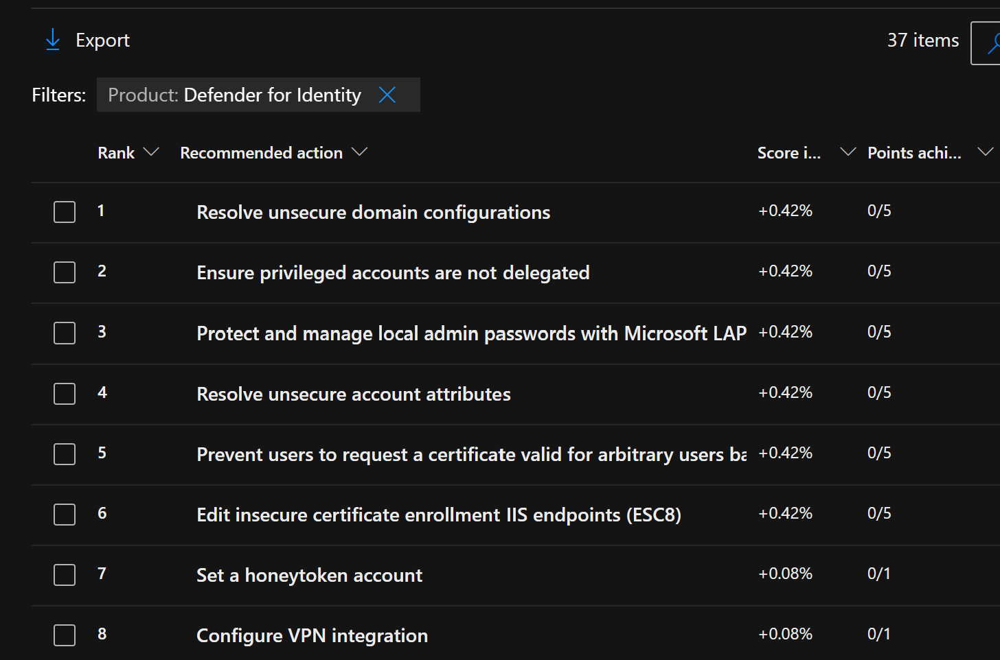 Export
37 items
Filters: Product: Defender for Identity
Rank Recommended action Score i... Points achi...
1 Resolve unsecure domain configurations +0.42% 0/5
2 Ensure privileged accounts are not delegated +0.42% 0/5
3 Protect and manage local admin passwords with Microsoft LAP +0.42% 0/5
4 Resolve unsecure account attributes +0.42% 0/5
5 Prevent users to request a certificate valid for arbitrary users ba +0.42% 0/5
6 Edit insecure certificate enrollment IIS endpoints (ESC8) +0.42% 0/5
7 Set a honeytoken account +0.08% 0/1
8 Configure VPN integration +0.08% 0/1